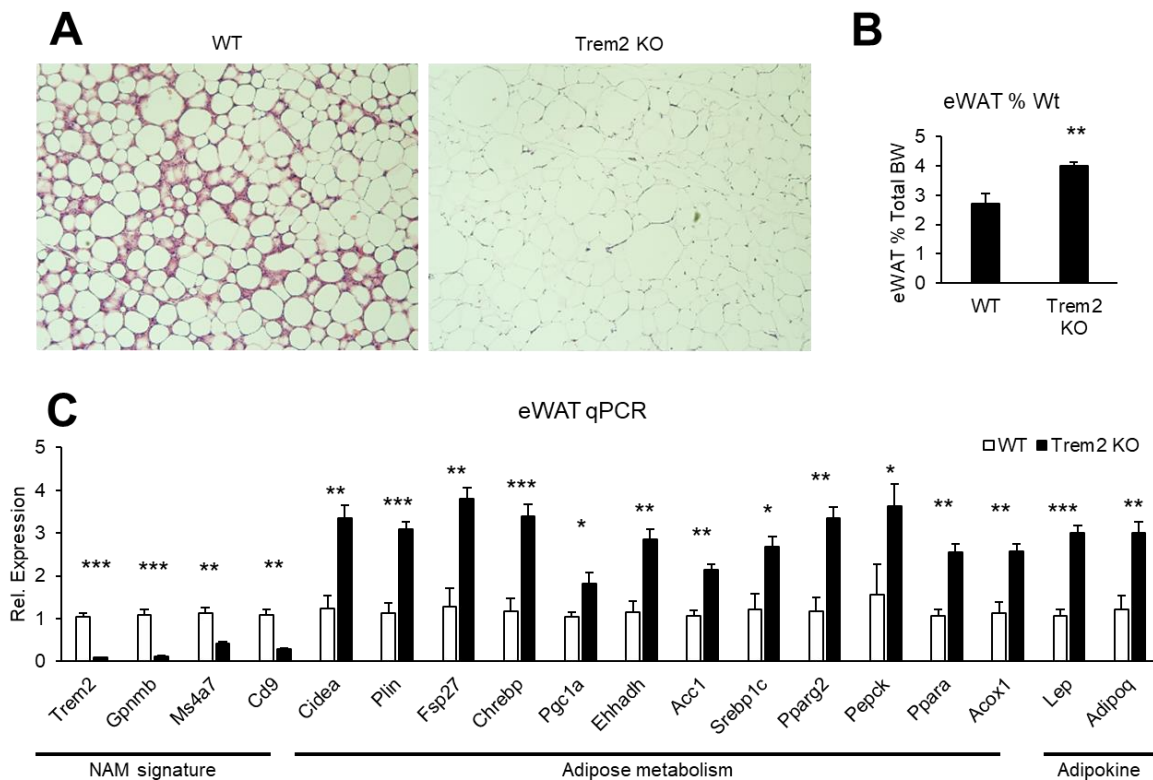 A
WT
Trem2 KO
B
eWAT % Wt
eWAT % Total BW
5
4
3
2
1
0
**
WT
Trem2
KO
C
eWAT qPCR
WT
Trem2 KO
Rel. Expression
5
4
3
2
1
0
***
***
**
**
**
***
**
***
*
**
**
*
**
*
**
**
***
**
Trem2
Gpnmb
Ms4a7
Cd9
Cidea
Plin
Fsp27
Chrebp
Pgc1a
Ehhadh
Acc1
Srebp1c
Pparg2
Pepck
Ppara
Acox1
Lep
Adipoq
NAM signature
Adipose metabolism
Adipokine